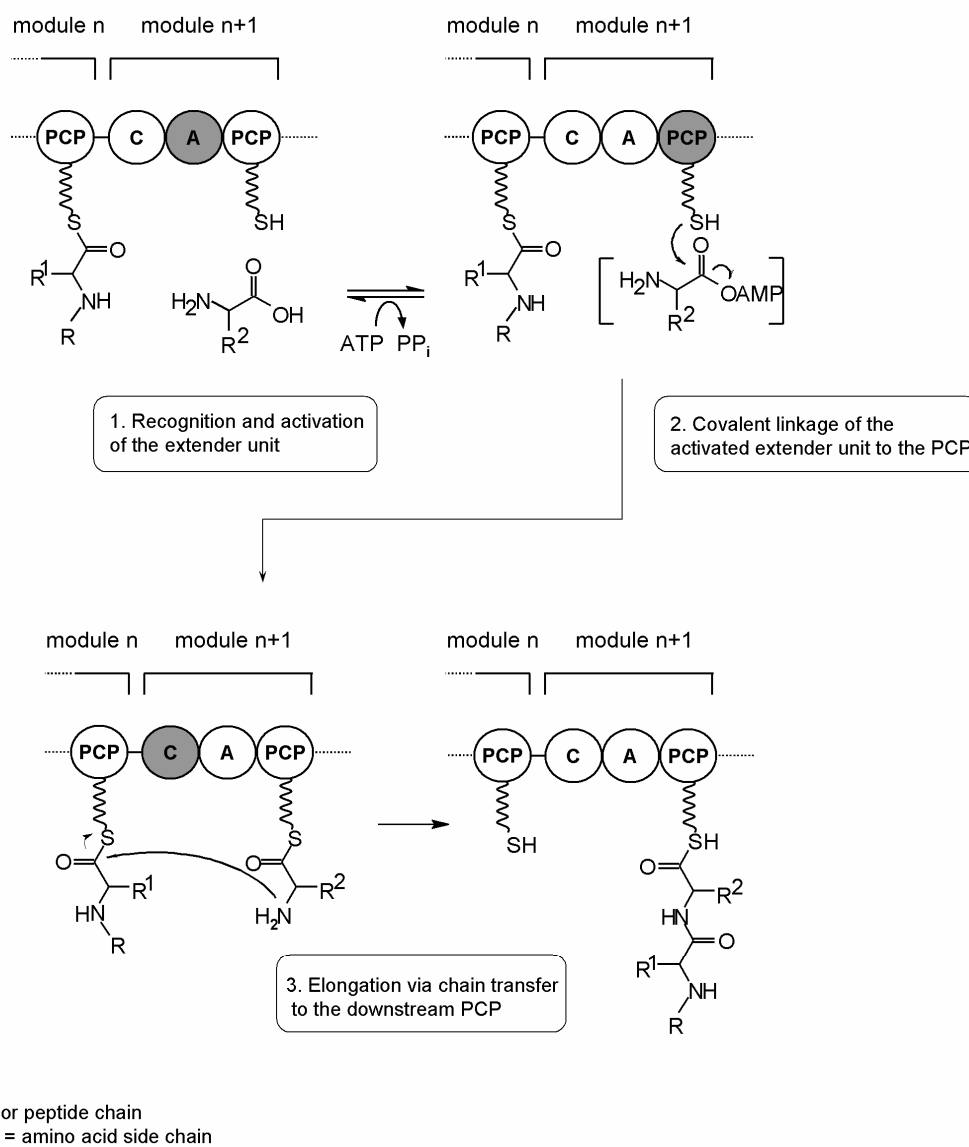 module n module n+1 module n module n+1
PCP C A PCP PCP C A PCP
S SH S SH
O O
R1 R1
NH NH
R R
O O
H2N H2N
OH OAMP
R2 R2
ATP PPi
1. Recognition and activation
of the extender unit
2. Covalent linkage of the
activated extender unit to the PCP
module n module n+1 module n module n+1
PCP C A PCP PCP C A PCP
S S SH SH
O O O
R1 R2 R2
HN H2N HN
R O
R1
NH
R
3. Elongation via chain transfer
to the downstream PCP
or peptide chain
= amino acid side chain